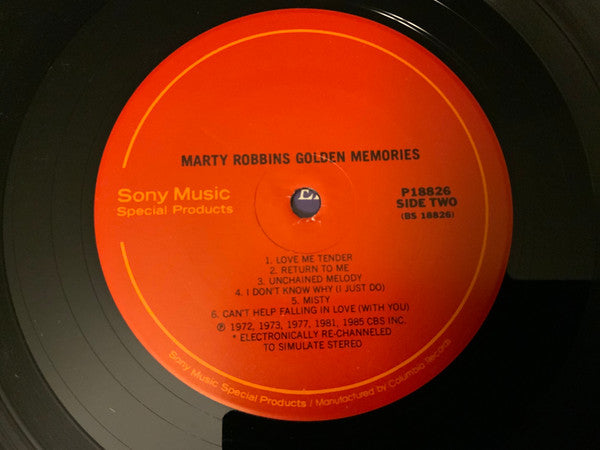 MARTY ROBBINS GOLDEN MEMORIES
Sony Music
Special Products
P18826
SIDE TWO
(BS 18826)
1. LOVE ME TENDER
2. RETURN TO ME
3. UNCHAINED MELODY
4. I DON'T KNOW WHY (I JUST DO)
5. MISTY
6. CAN'T HELP FALLING IN LOVE (WITH YOU)
℗ 1972, 1973, 1977, 1981, 1985 CBS INC.
* ELECTRONICALLY RE-CHANNELED
TO SIMULATE STEREO
Sony Music Special Products / Manufactured by Columbia Records